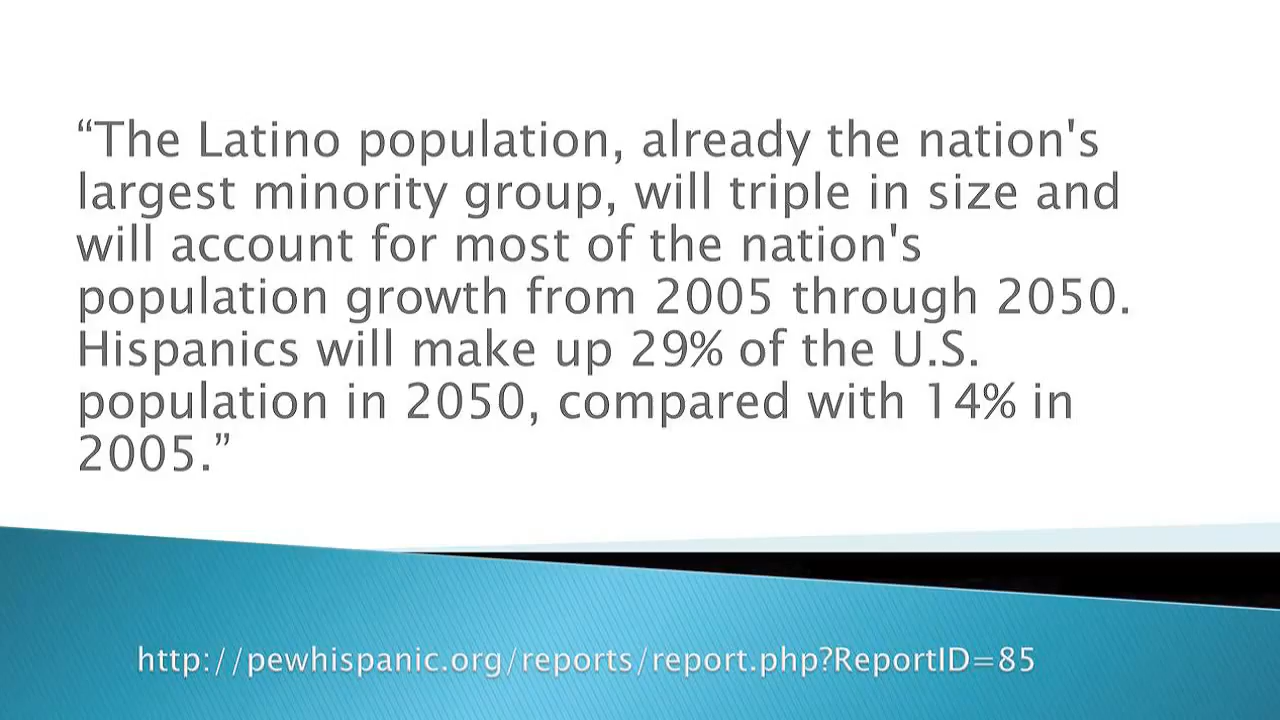 “The Latino population, already the nation's
largest minority group, will triple in size and
will account for most of the nation's
population growth from 2005 through 2050.
Hispanics will make up 29% of the U.S.
population in 2050, compared with 14% in
2005.”
http://pewhispanic.org/reports/report.php?ReportID=85